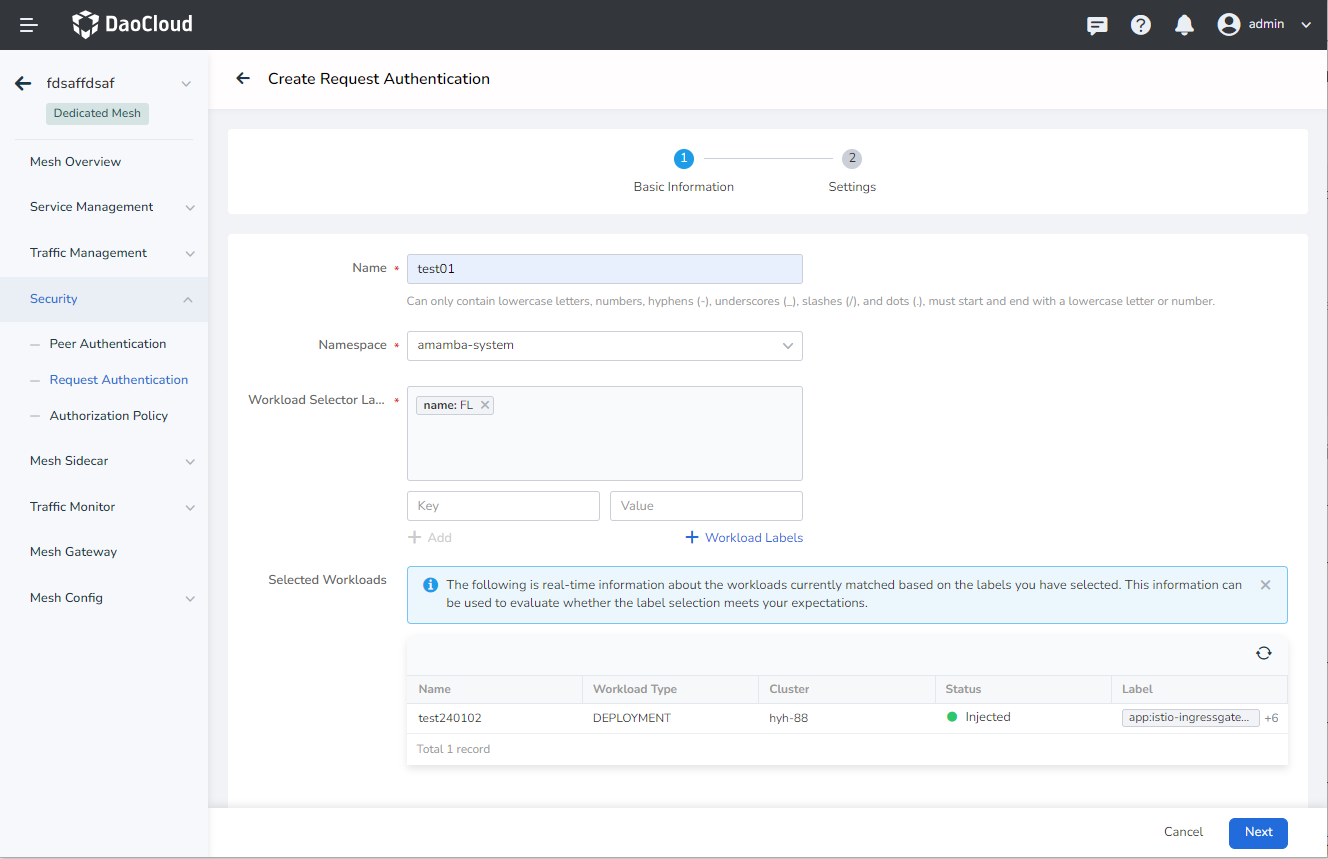 DaoCloud
admin
fdsaffdsaf
Dedicated Mesh
Mesh Overview
Service Management
Traffic Management
Security
Peer Authentication
Request Authentication
Authorization Policy
Mesh Sidecar
Traffic Monitor
Mesh Gateway
Mesh Config
Create Request Authentication
1
2
Basic Information
Settings
Name *
test01
Can only contain lowercase letters, numbers, hyphens (-), underscores (_), slashes (/), and dots (.), must start and end with a lowercase letter or number.
Namespace *
amamba-system
Workload Selector La... *
name: FL
Key
Value
Add
Workload Labels
Selected Workloads
The following is real-time information about the workloads currently matched based on the labels you have selected. This information can
be used to evaluate whether the label selection meets your expectations.
Name Workload Type Cluster Status Label
test240102 DEPLOYMENT hyh-88 Injected app:istio-ingressgate... +6
Total 1 record
Cancel
Next